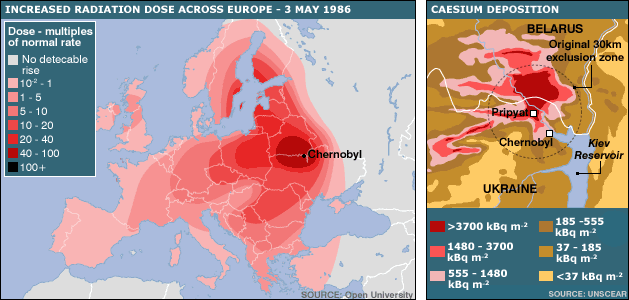 INCREASED RADIATION DOSE ACROSS EUROPE - 3 MAY 1986
Dose - multiples
of normal rate
No detecable
rise
10⁻² - 1
1 - 5
5 - 10
10 - 20
20 - 40
40 - 100
100+
Chernobyl
SOURCE: Open University
CAESIUM DEPOSITION
BELARUS
Original 30km
exclusion zone
Pripyat
Chernobyl
Kiev
Reservoir
UKRAINE
>3700 kBq m⁻²
1480 - 3700
kBq m⁻²
555 - 1480
kBq m⁻²
185 -555
kBq m⁻²
37 - 185
kBq m⁻²
<37 kBq m⁻²
SOURCE: UNSCEAR